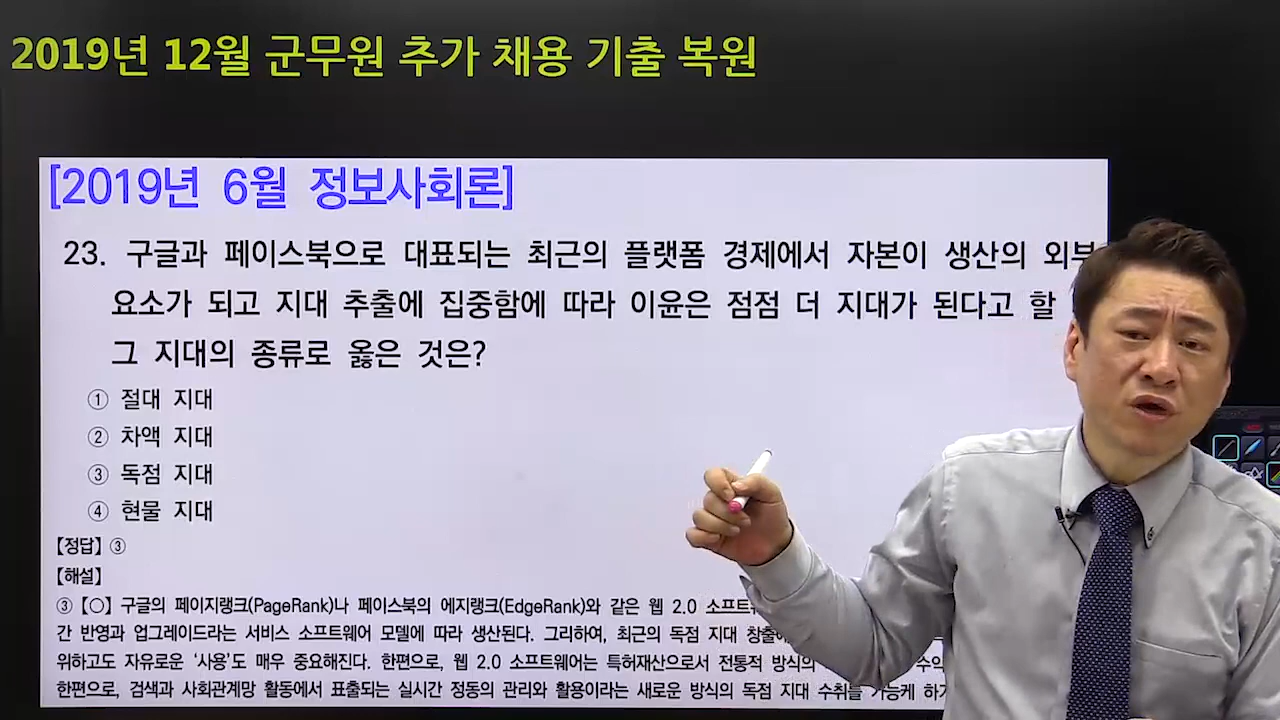 2019년 12월 군무원 추가 채용 기출 복원
[2019년 6월 정보사회론]
23. 구글과 페이스북으로 대표되는 최근의 플랫폼 경제에서 자본이 생산의 외부
요소가 되고 지대 추출에 집중함에 따라 이윤은 점점 더 지대가 된다고 할
그 지대의 종류로 옳은 것은?
① 절대 지대
② 차액 지대
③ 독점 지대
④ 현물 지대
【정답】 ③
【해설】
③ 【○】 구글의 페이지랭크(PageRank)나 페이스북의 에지랭크(EdgeRank)와 같은 웹 2.0
간 반영과 업그레이드라는 서비스 소프트웨어 모델에 따라 생산된다. 그리하여, 최근의 독점 지대
위하고도 자유로운 ‘사용’도 매우 중요해진다. 한편으로, 웹 2.0 소프트웨어는 특허재산으로서 전통적 방식의
한편으로, 검색과 사회관계망 활동에서 표출되는 실시간 정동의 관리와 활용이라는 새로운 방식의 독점 지대 수취를 가능케